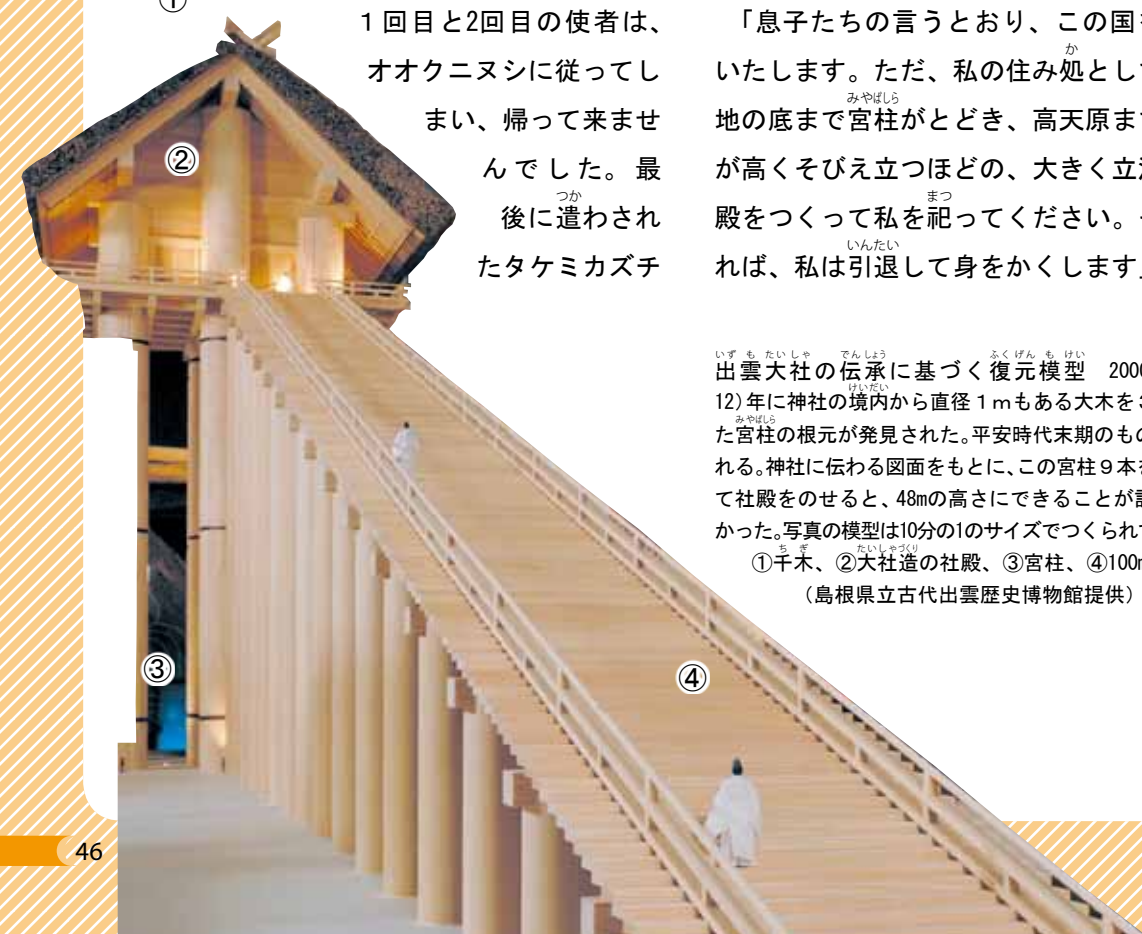 ①
1回目と2回目の使者は、
オオクニヌシに従ってし
まい、帰って来ませ
んでした。最
後に遣わされ
たタケミカズチ
「息子たちの言うとおり、この国
いたします。ただ、私の住み処として
地の底まで宮柱がとどき、高天原ま
が高くそびえ立つほどの、大きく立
殿をつくって私を祀ってください。
れば、私は引退して身をかくします」
出雲大社の伝承に基づく復元模型 2000
12)年に神社の境内から直径1mもある大木を
た宮柱の根元が発見された。平安時代末期のもの
れる。神社に伝わる図面をもとに、この宮柱9本を
て社殿をのせると、48mの高さにできることが
かった。写真の模型は10分の1のサイズでつくられ
①千木、②大社造の社殿、③宮柱、④100m
(島根県立古代出雲歴史博物館提供)
②
③
④
46